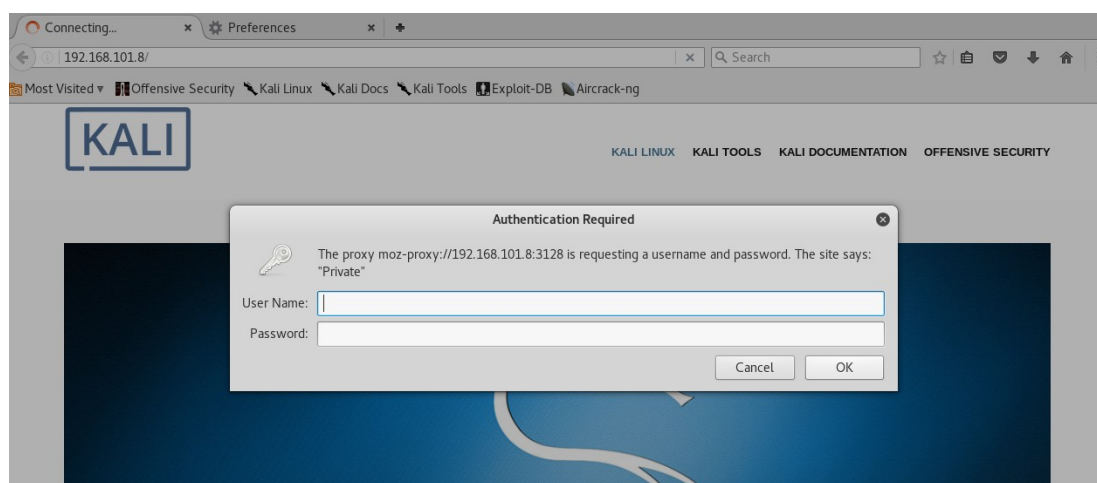 Connecting...
Preferences
192.168.101.8/
Search
Most Visited
Offensive Security
Kali Linux
Kali Docs
Kali Tools
Exploit-DB
Aircrack-ng
KALI
KALI LINUX
KALI TOOLS
KALI DOCUMENTATION
OFFENSIVE SECURITY
Authentication Required
The proxy moz-proxy://192.168.101.8:3128 is requesting a username and password. The site says:
"Private"
User Name:
Password:
Cancel
OK